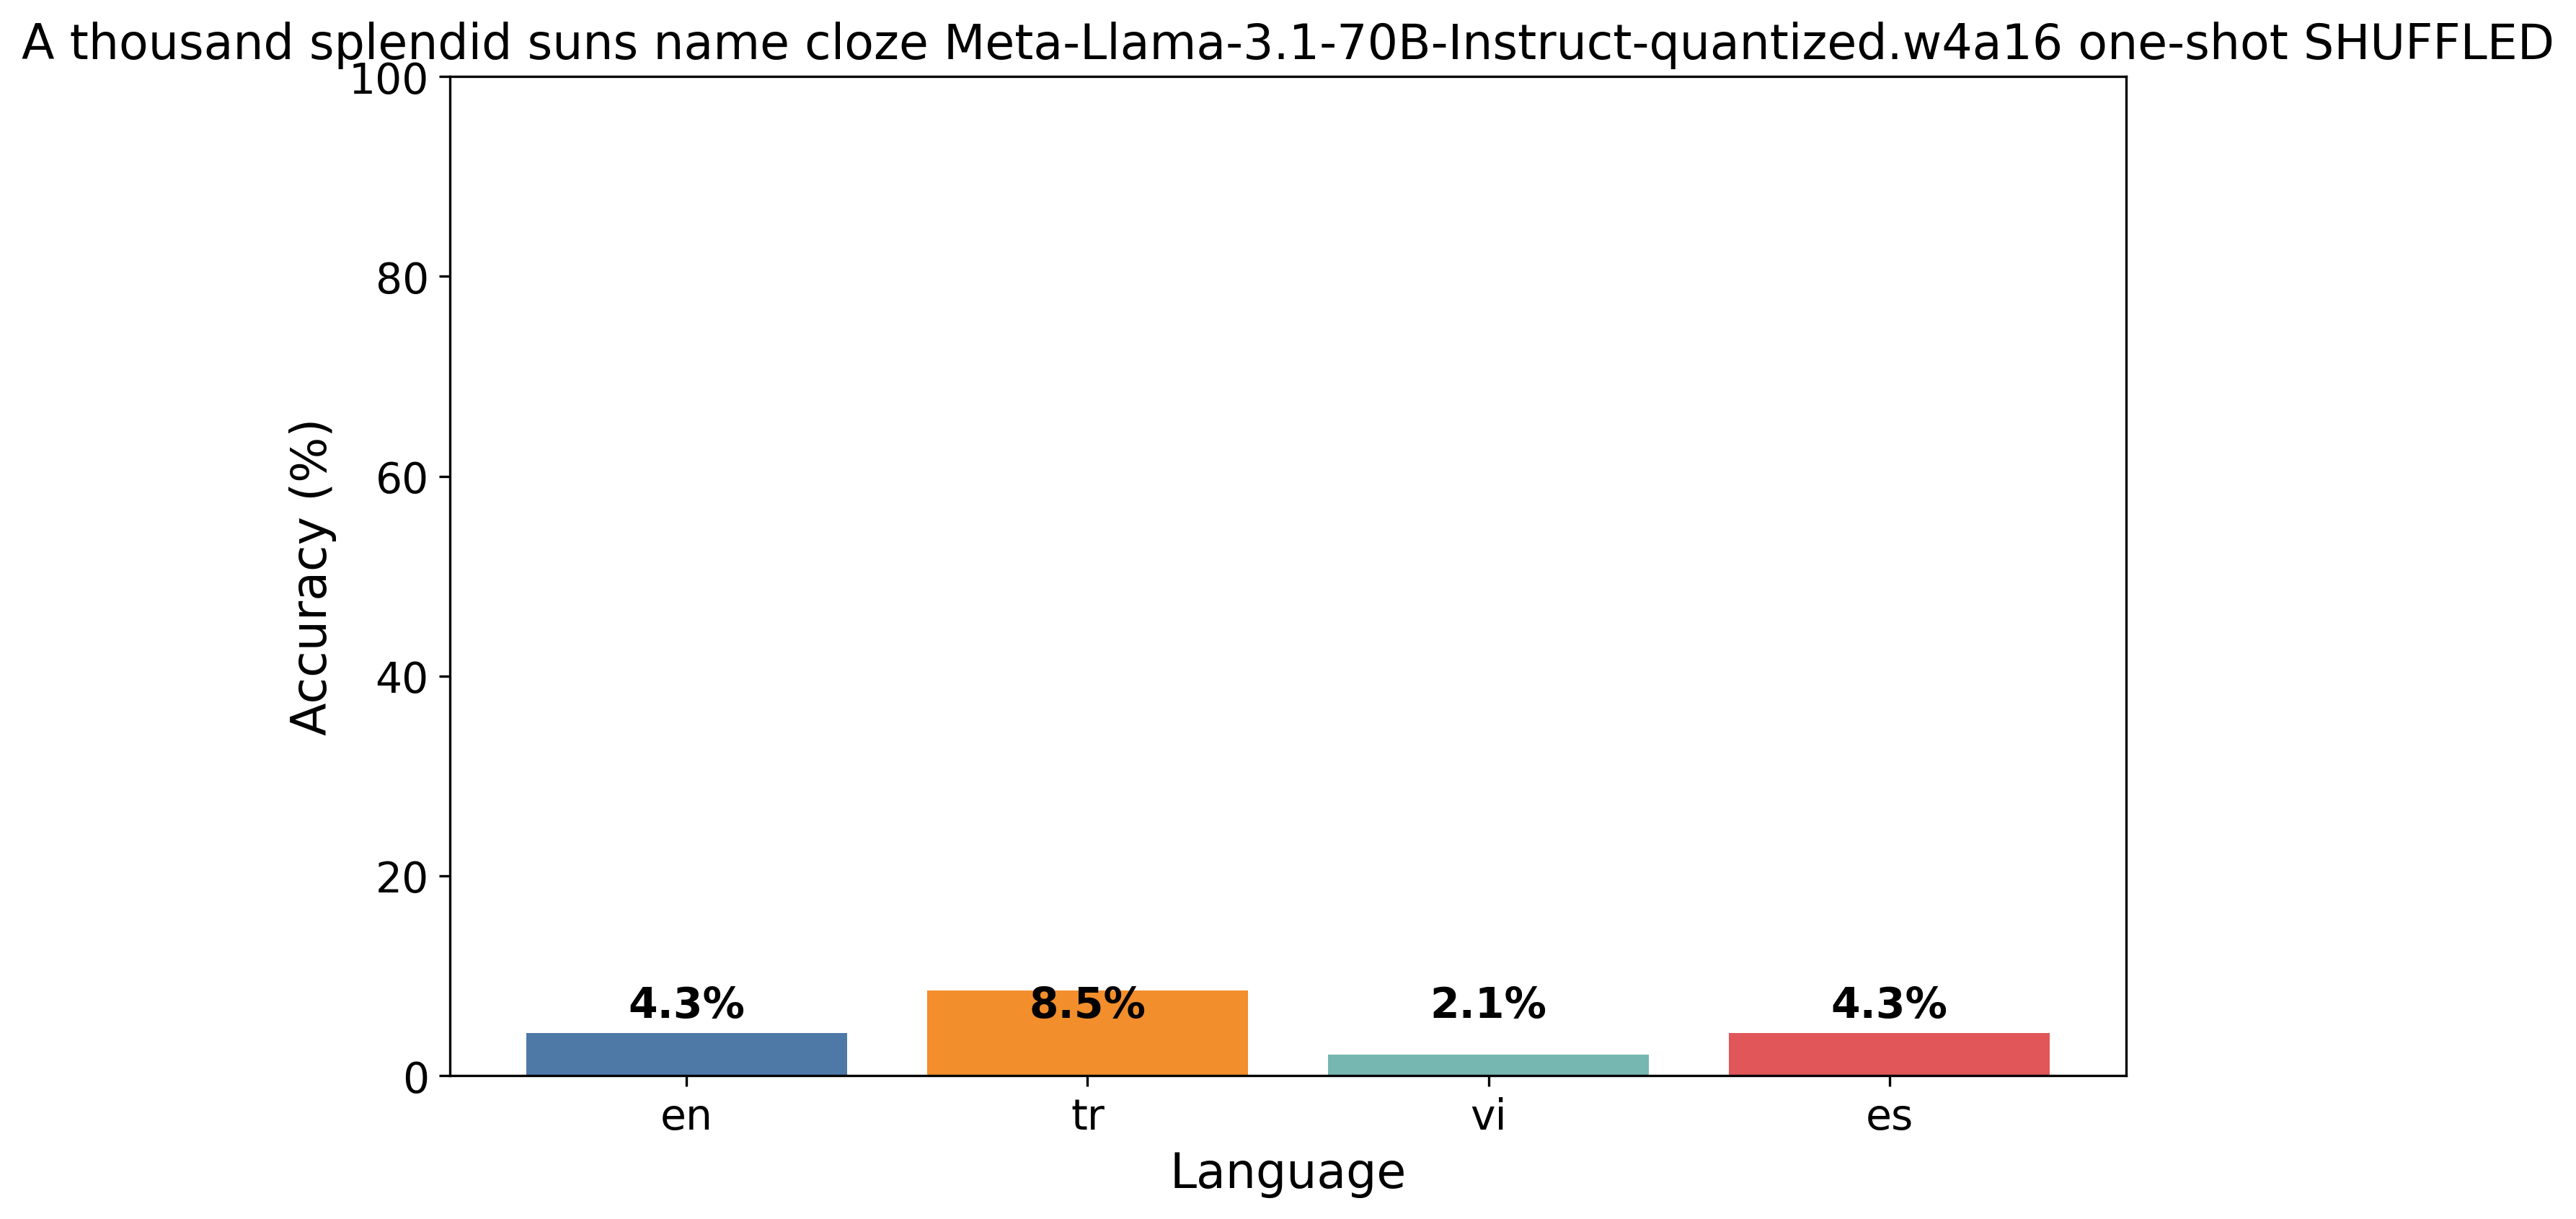 A thousand splendid suns name cloze Meta-Llama-3.1-70B-Instruct-quantized.w4a16 one-shot SHUFFLED
100
80
60
40
20
0
Accuracy (%)
4.3% 8.5% 2.1% 4.3%
en tr vi es
Language